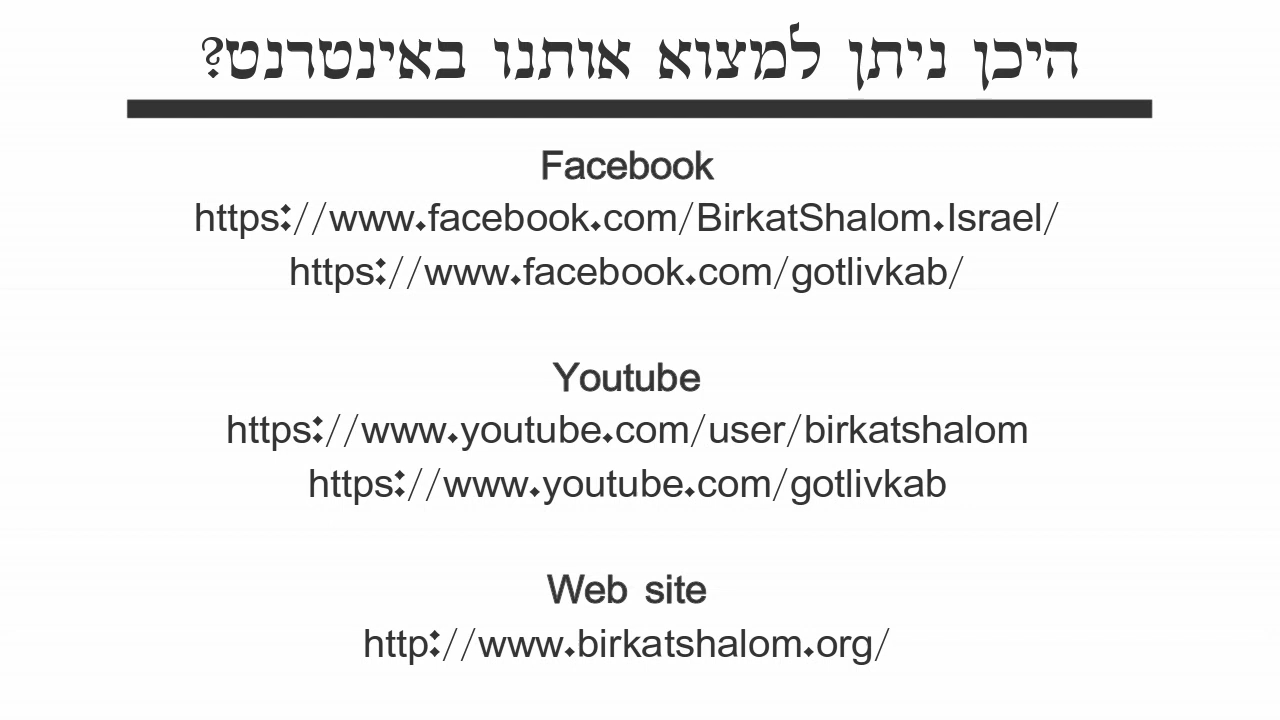 היכן ניתן למצוא אותנו באינטרנט?
Facebook
https://www.facebook.com/BirkatShalom.Israel/
https://www.facebook.com/gotlivkab/
Youtube
https://www.youtube.com/user/birkatshalom
https://www.youtube.com/gotlivkab
Web site
http://www.birkatshalom.org/